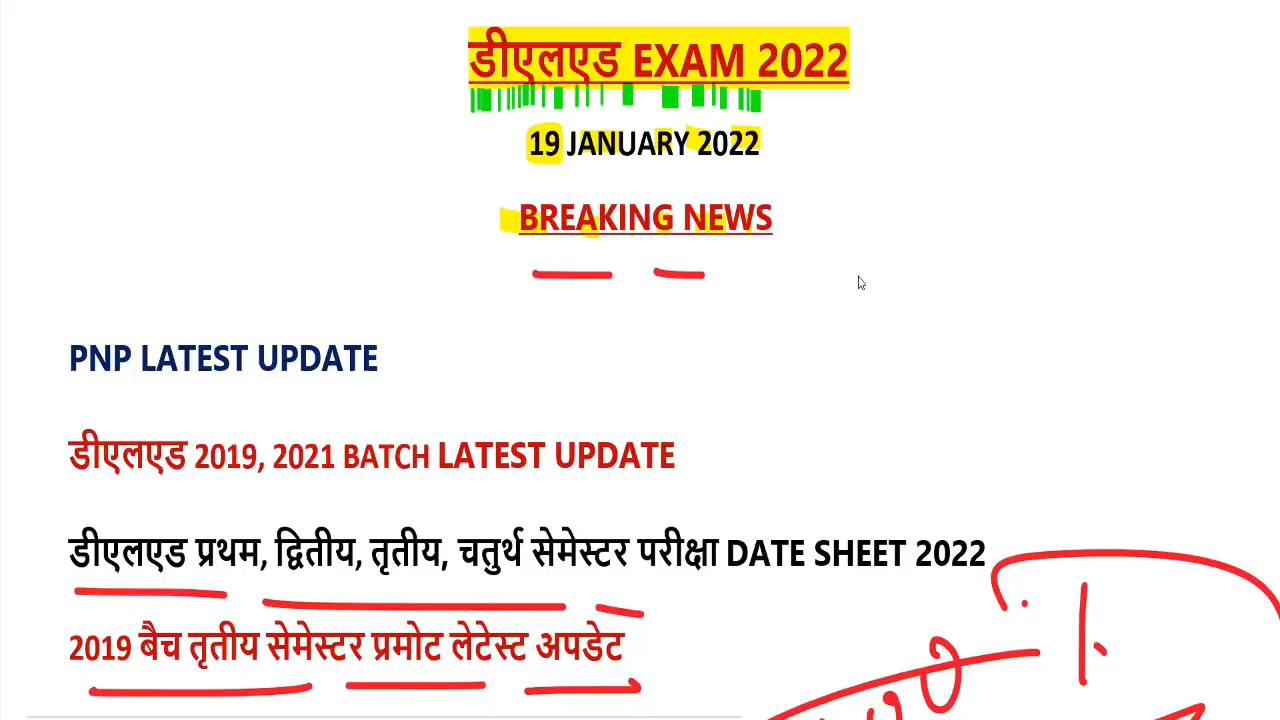 डीएलएड EXAM 2022
19 JANUARY 2022
BREAKING NEWS
PNP LATEST UPDATE
डीएलएड 2019, 2021 BATCH LATEST UPDATE
डीएलएड प्रथम, द्वितीय, तृतीय, चतुर्थ सेमेस्टर परीक्षा DATE SHEET 2022
2019 बैच तृतीय सेमेस्टर प्रमोट लेटेस्ट अपडेट